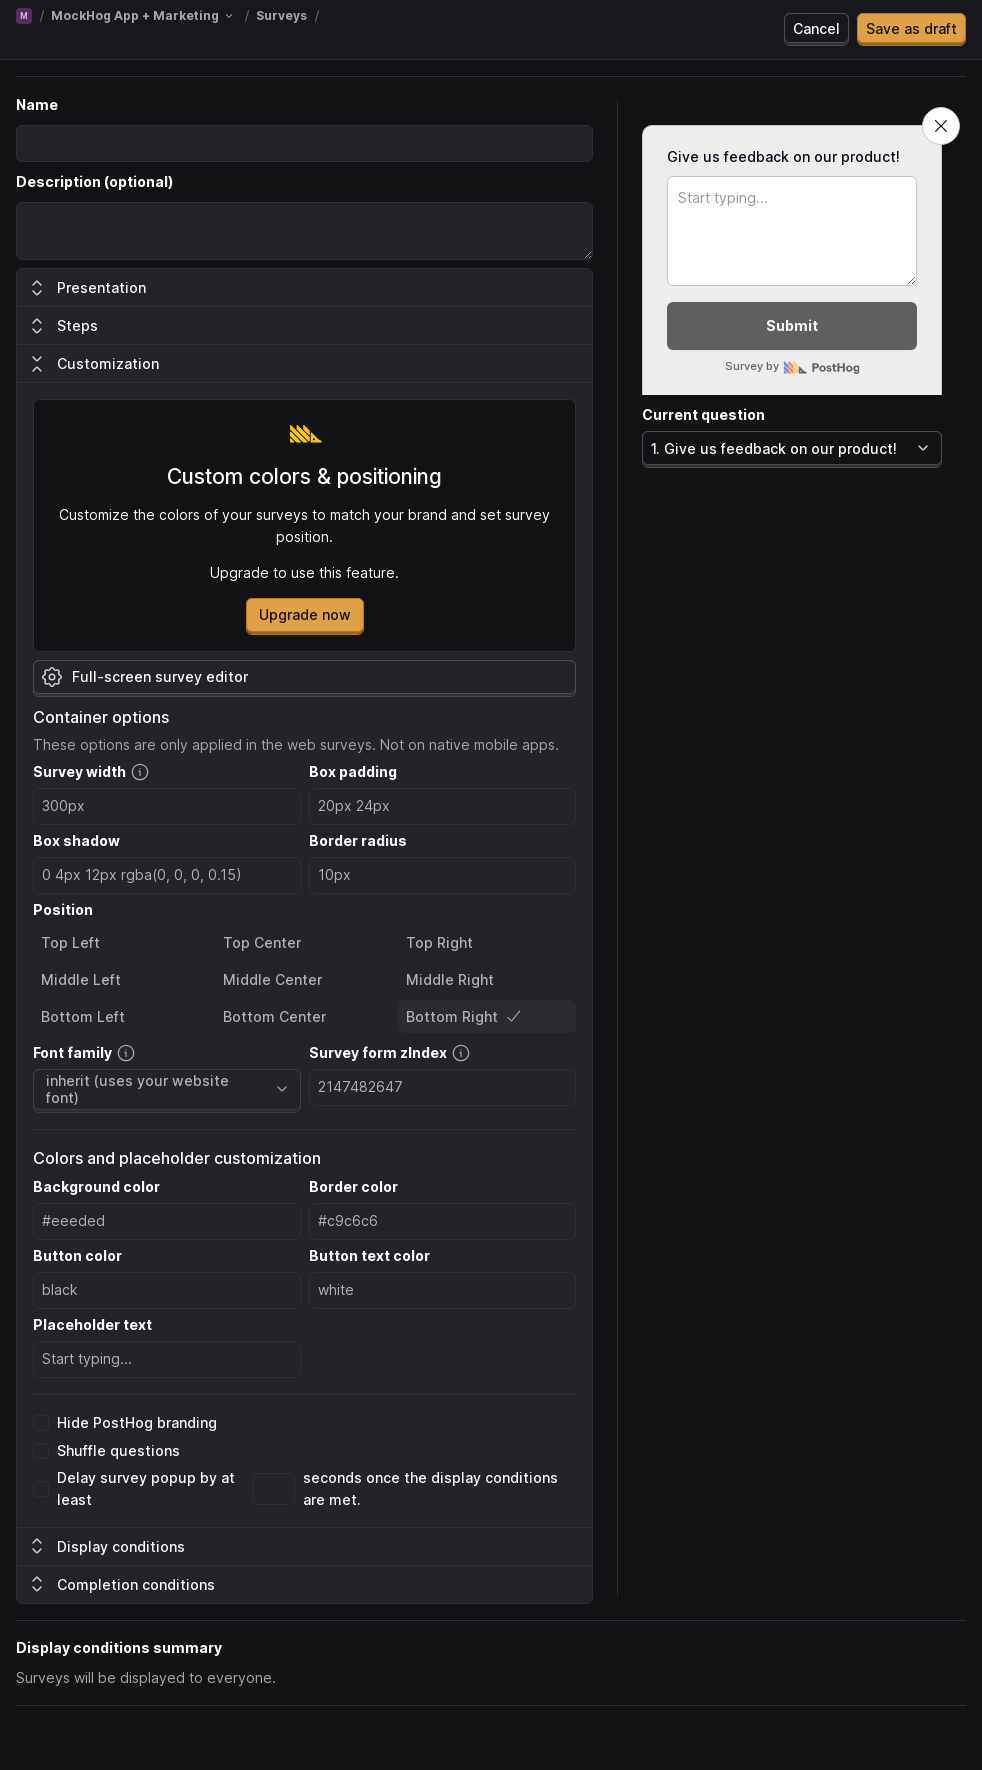 M / MockHog App + Marketing / Surveys /
Cancel
Save as draft
Name
Description (optional)
Presentation
Steps
Customization
Custom colors & positioning
Customize the colors of your surveys to match your brand and set survey
position.
Upgrade to use this feature.
Upgrade now
Full-screen survey editor
Container options
These options are only applied in the web surveys. Not on native mobile apps.
Survey width
Box padding
300px
20px 24px
Box shadow
Border radius
0 4px 12px rgba(0, 0, 0, 0.15)
10px
Position
Top Left
Top Center
Top Right
Middle Left
Middle Center
Middle Right
Bottom Left
Bottom Center
Bottom Right
Font family
Survey form zIndex
inherit (uses your website
font)
2147482647
Colors and placeholder customization
Background color
Border color
#eeeded
#c9c6c6
Button color
Button text color
black
white
Placeholder text
Start typing...
Hide PostHog branding
Shuffle questions
Delay survey popup by at
least
seconds once the display conditions
are met.
Display conditions
Completion conditions
Give us feedback on our product!
Start typing...
Submit
Survey by PostHog
Current question
1. Give us feedback on our product!
Display conditions summary
Surveys will be displayed to everyone.